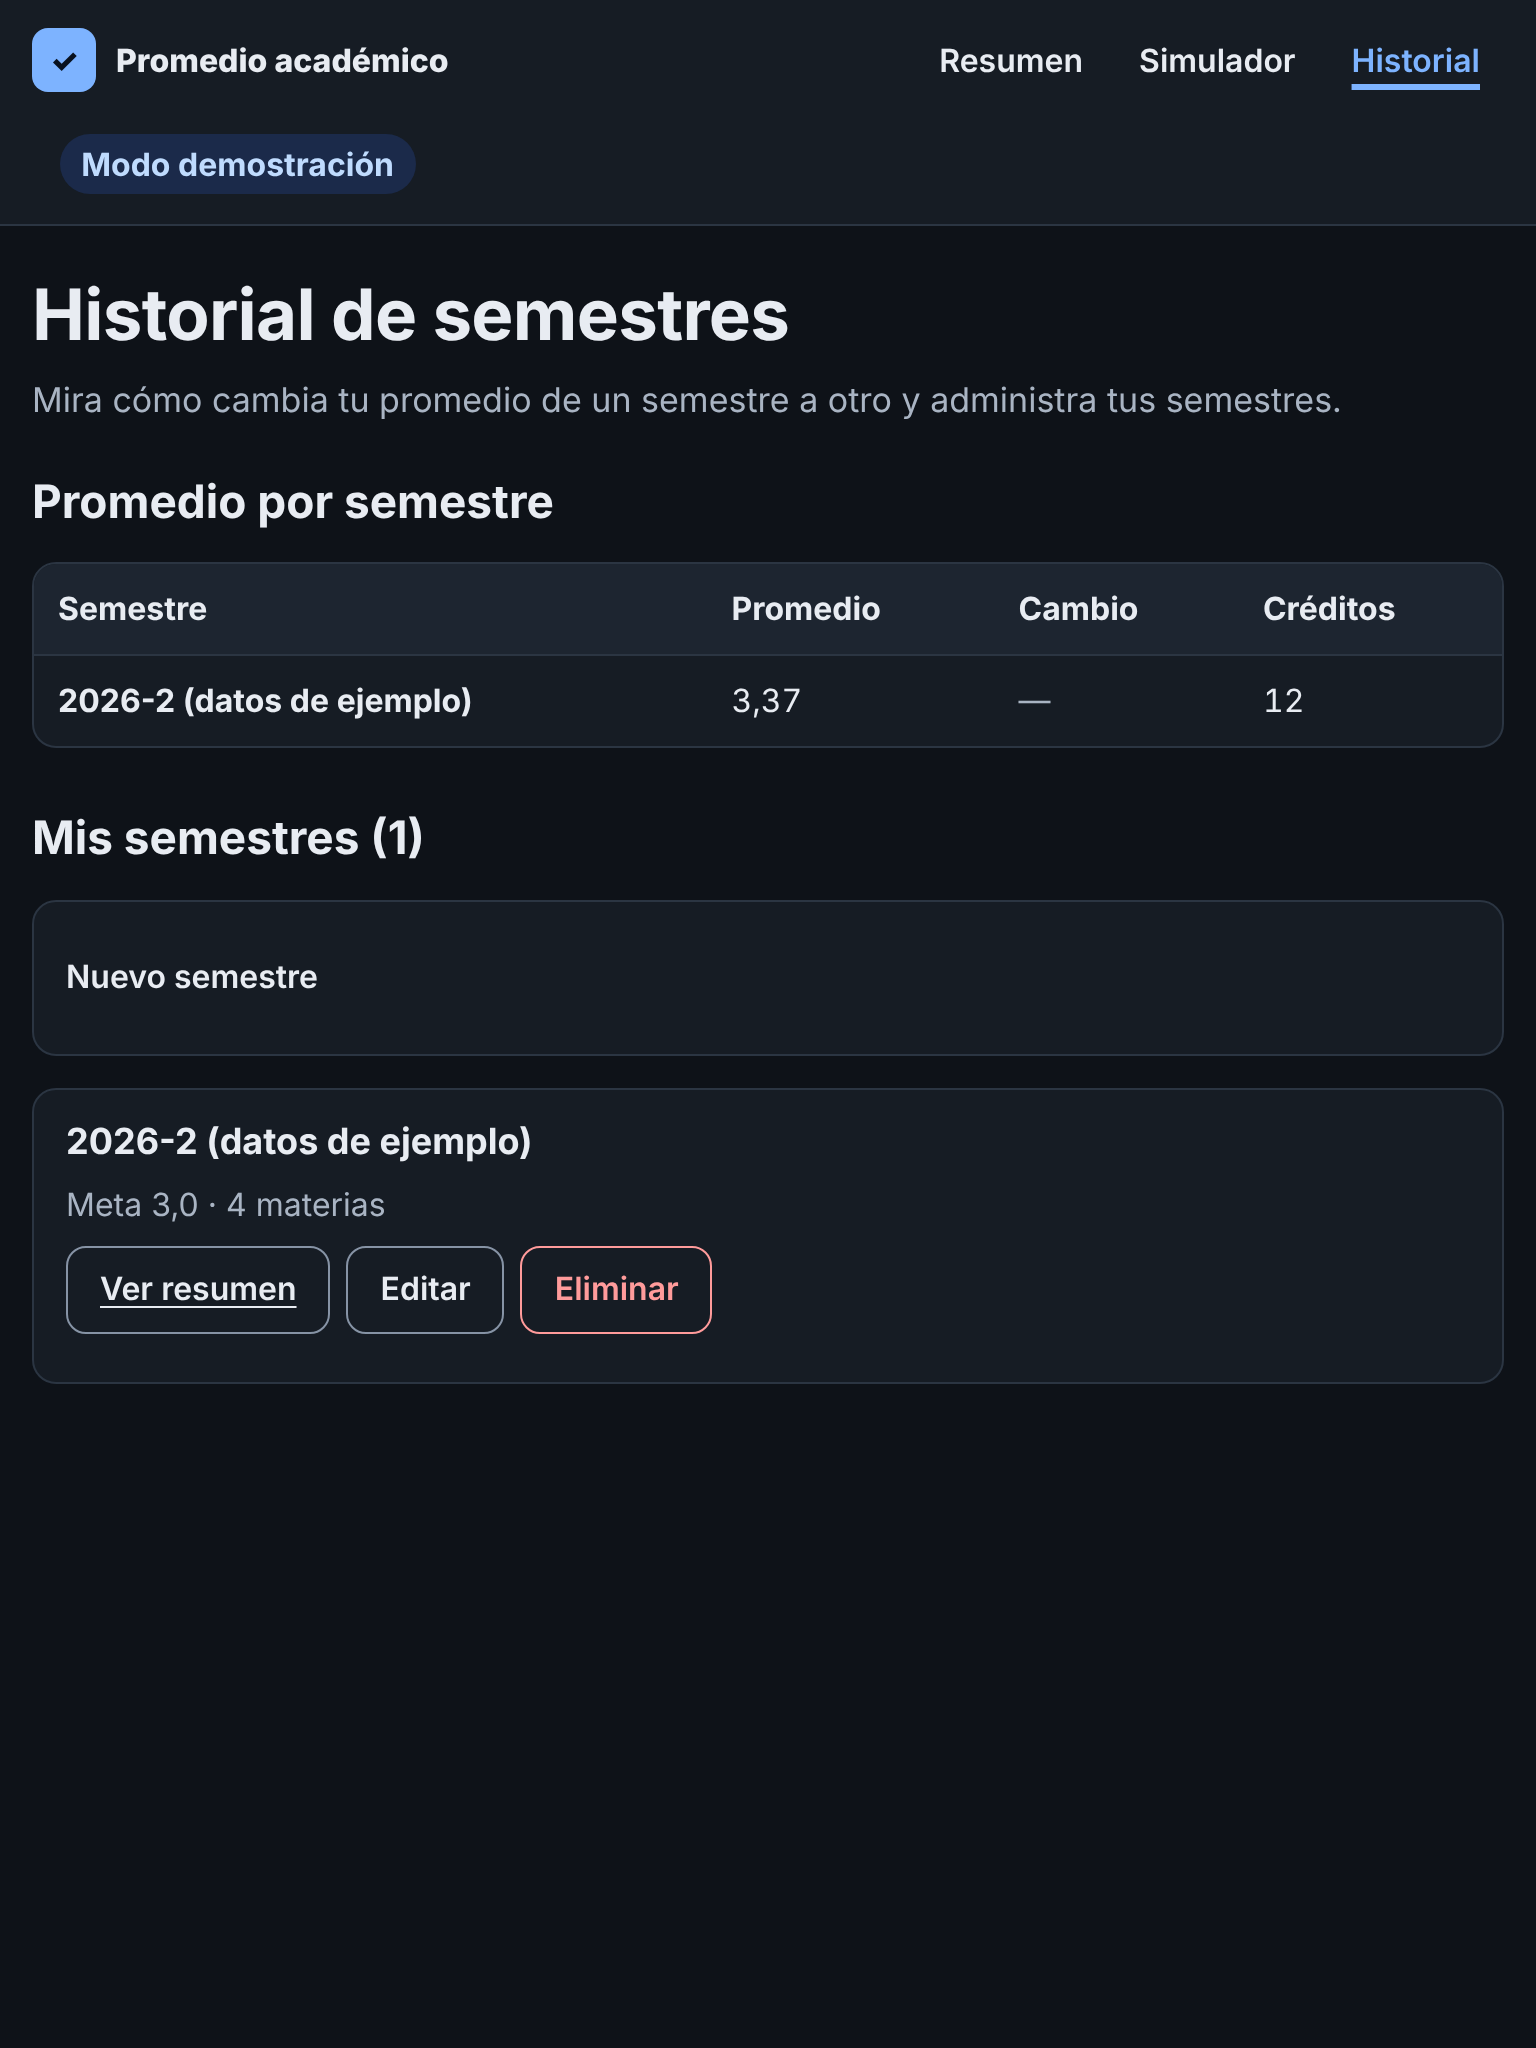 Promedio académico
Resumen
Simulador
Historial
Modo demostración
Historial de semestres
Mira cómo cambia tu promedio de un semestre a otro y administra tus semestres.
Promedio por semestre
Semestre Promedio Cambio Créditos
2026-2 (datos de ejemplo) 3,37 — 12
Mis semestres (1)
Nuevo semestre
2026-2 (datos de ejemplo)
Meta 3,0 · 4 materias
Ver resumen Editar Eliminar